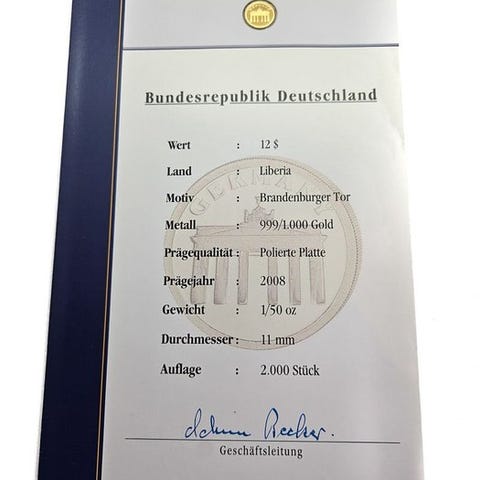 Bundesrepublik Deutschland
Wert : 12 $
Land : Liberia
Motiv : Brandenburger Tor
Metall : 999/1.000 Gold
Prägequalität : Polierte Platte
Prägejahr : 2008
Gewicht : 1/50 oz
Durchmesser : 11 mm
Auflage : 2.000 Stück
GERMANY
Geschäftsleitung